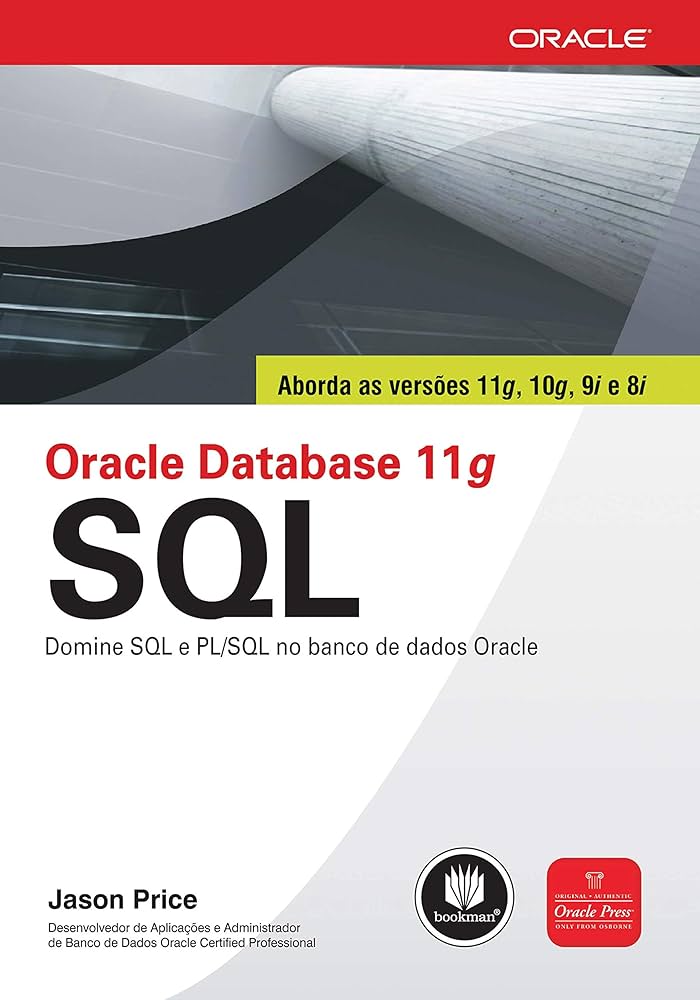 ORACLE®
Aborda as versões 11g, 10g, 9i e 8i
Oracle Database 11g
SQL
Domine SQL e PL/SQL no banco de dados Oracle
Jason Price
Desenvolvedor de Aplicações e Administrador
de Banco de Dados Oracle Certified Professional
bookman®
ORIGINAL • AUTHENTIC
Oracle Press™
ONLY FROM OSBORNE